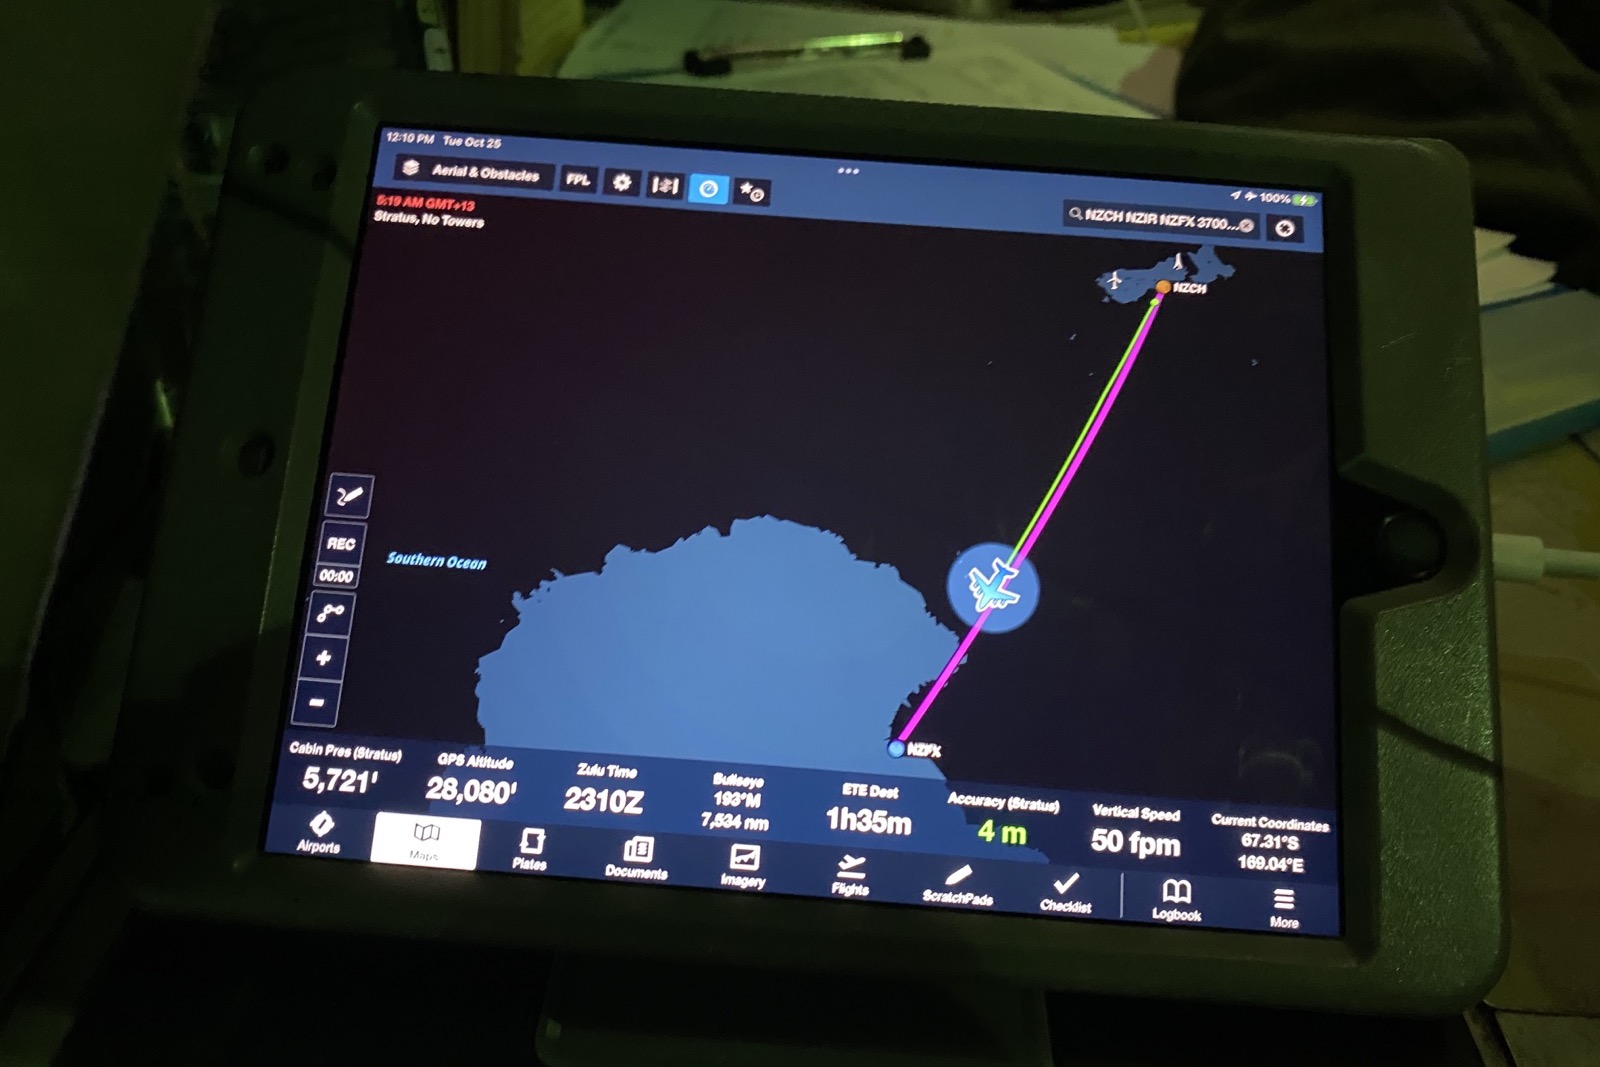 12:10 PM Tue Oct 25
100%
Aerial & Obstacles
FPL
NZCH NZIR NZFX 3700...
5:19 AM GMT+13
Stratus, No Towers
NZCH
REC
00:00
Southern Ocean
NZFX
Cabin Pres (Stratus)
5,721'
GPS Altitude
28,080'
Zulu Time
2310Z
Bullseye
193°M
7,534 nm
ETE Dest
1h35m
Accuracy (Stratus)
4 m
Vertical Speed
50 fpm
Current Coordinates
67.31°S
169.04°E
Airports
Maps
Plates
Documents
Imagery
Flights
ScratchPads
Checklist
Logbook
More